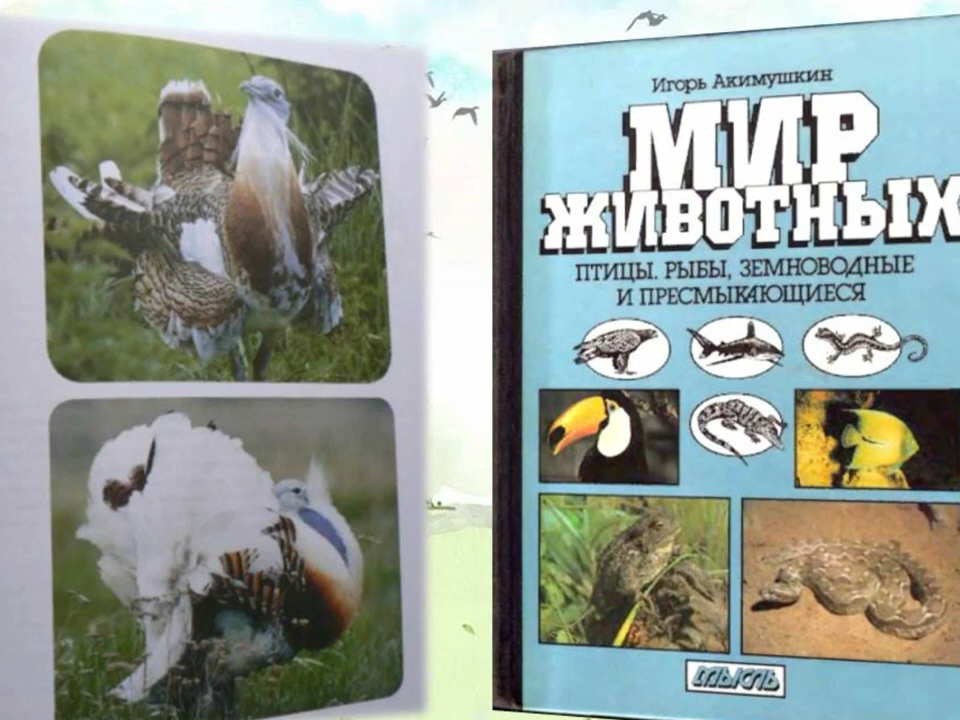 Игорь Акимушкин
МИР
ЖИВОТНЫХ
ПТИЦЫ. РЫБЫ, ЗЕМНОВОДНЫЕ
И ПРЕСМЫКАЮЩИЕСЯ
МЫСЛЬ